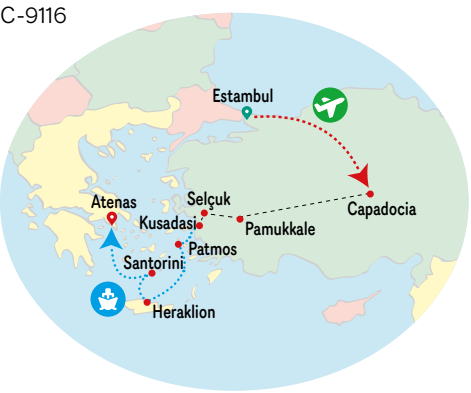 C-9116
Estambul
Atenas
Selçuk
Capadocia
Kusadasi
Pamukkale
Patmos
Santorini
Heraklion